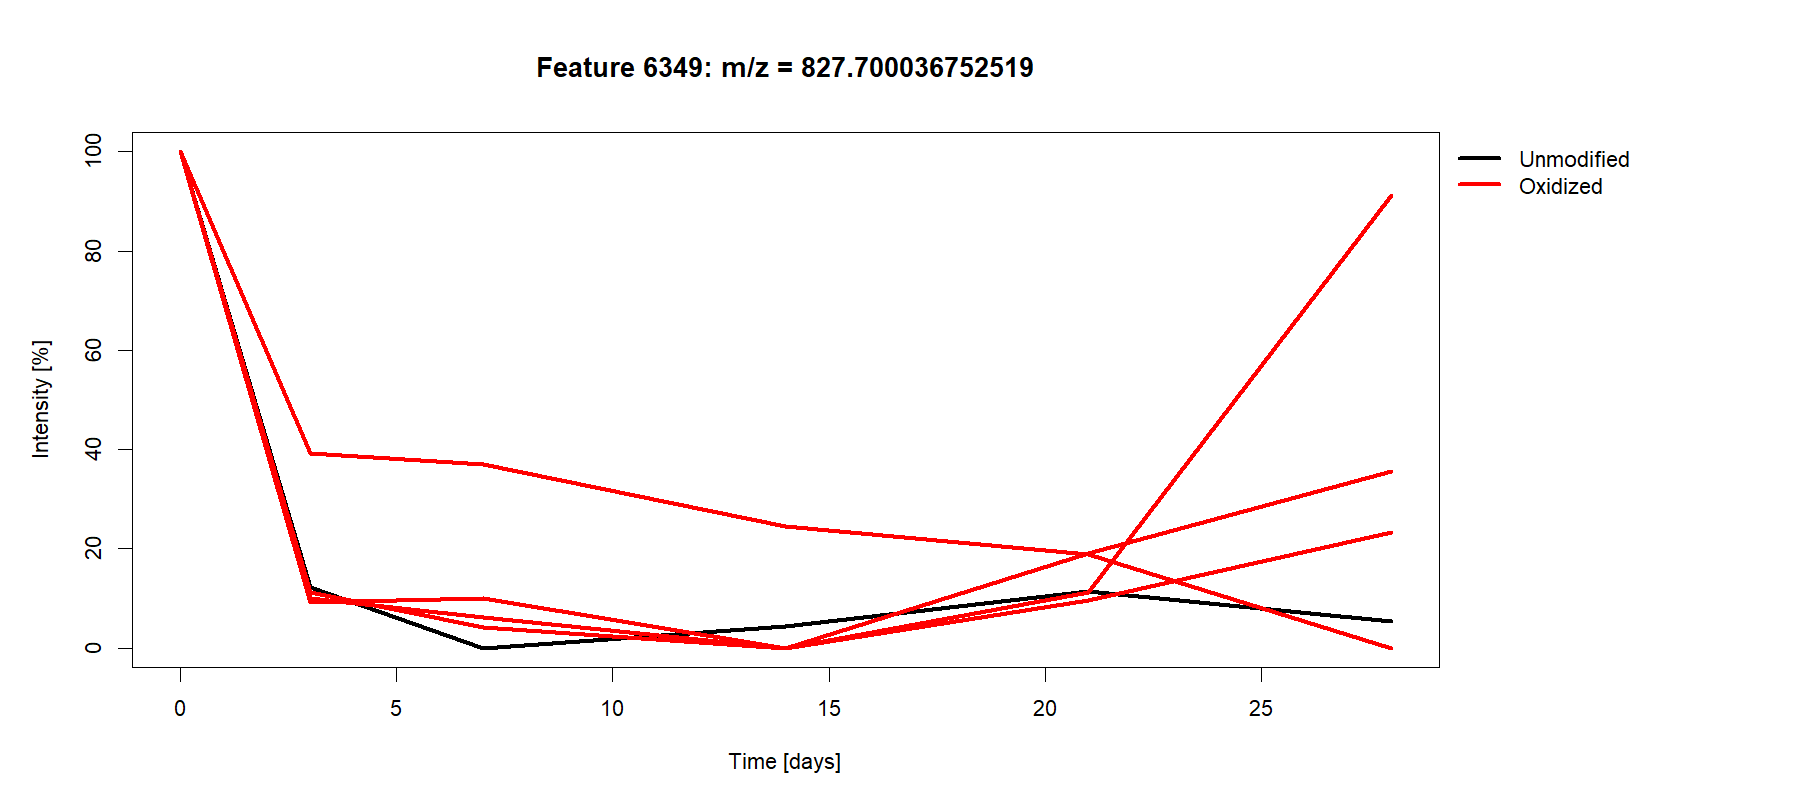 Feature 6349: m/z = 827.700036752519
Unmodified
Oxidized
Intensity [%]
100
80
60
40
20
0
0 5 10 15 20 25
Time [days]